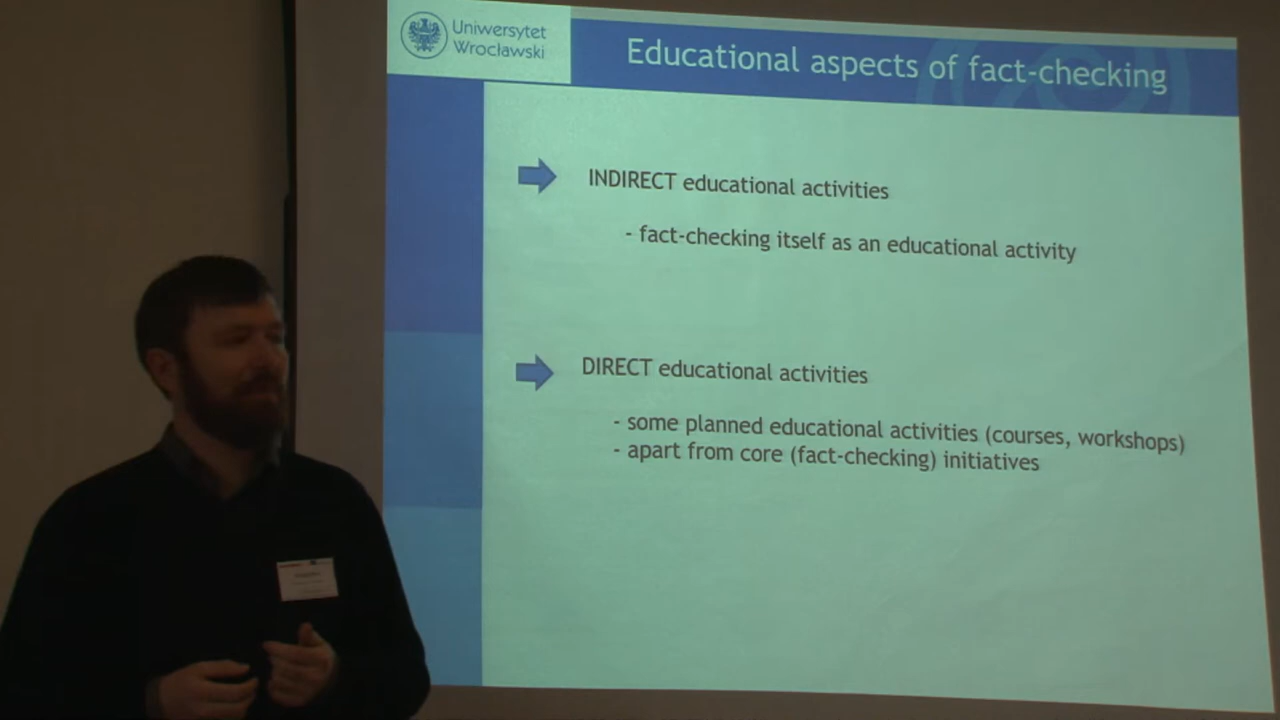 Uniwersytet
Wrocławski
Educational aspects of fact-checking
INDIRECT educational activities
- fact-checking itself as an educational activity
DIRECT educational activities
- some planned educational activities (courses, workshops)
- apart from core (fact-checking) initiatives